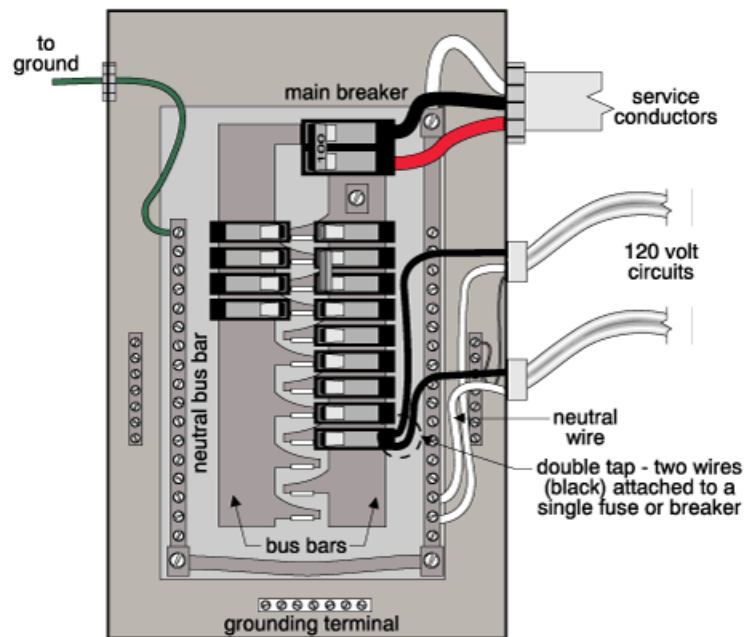 to
ground
main breaker
service
conductors
100
120 volt
circuits
neutral bus bar
neutral
wire
double tap - two wires
(black) attached to a
single fuse or breaker
bus bars
grounding terminal